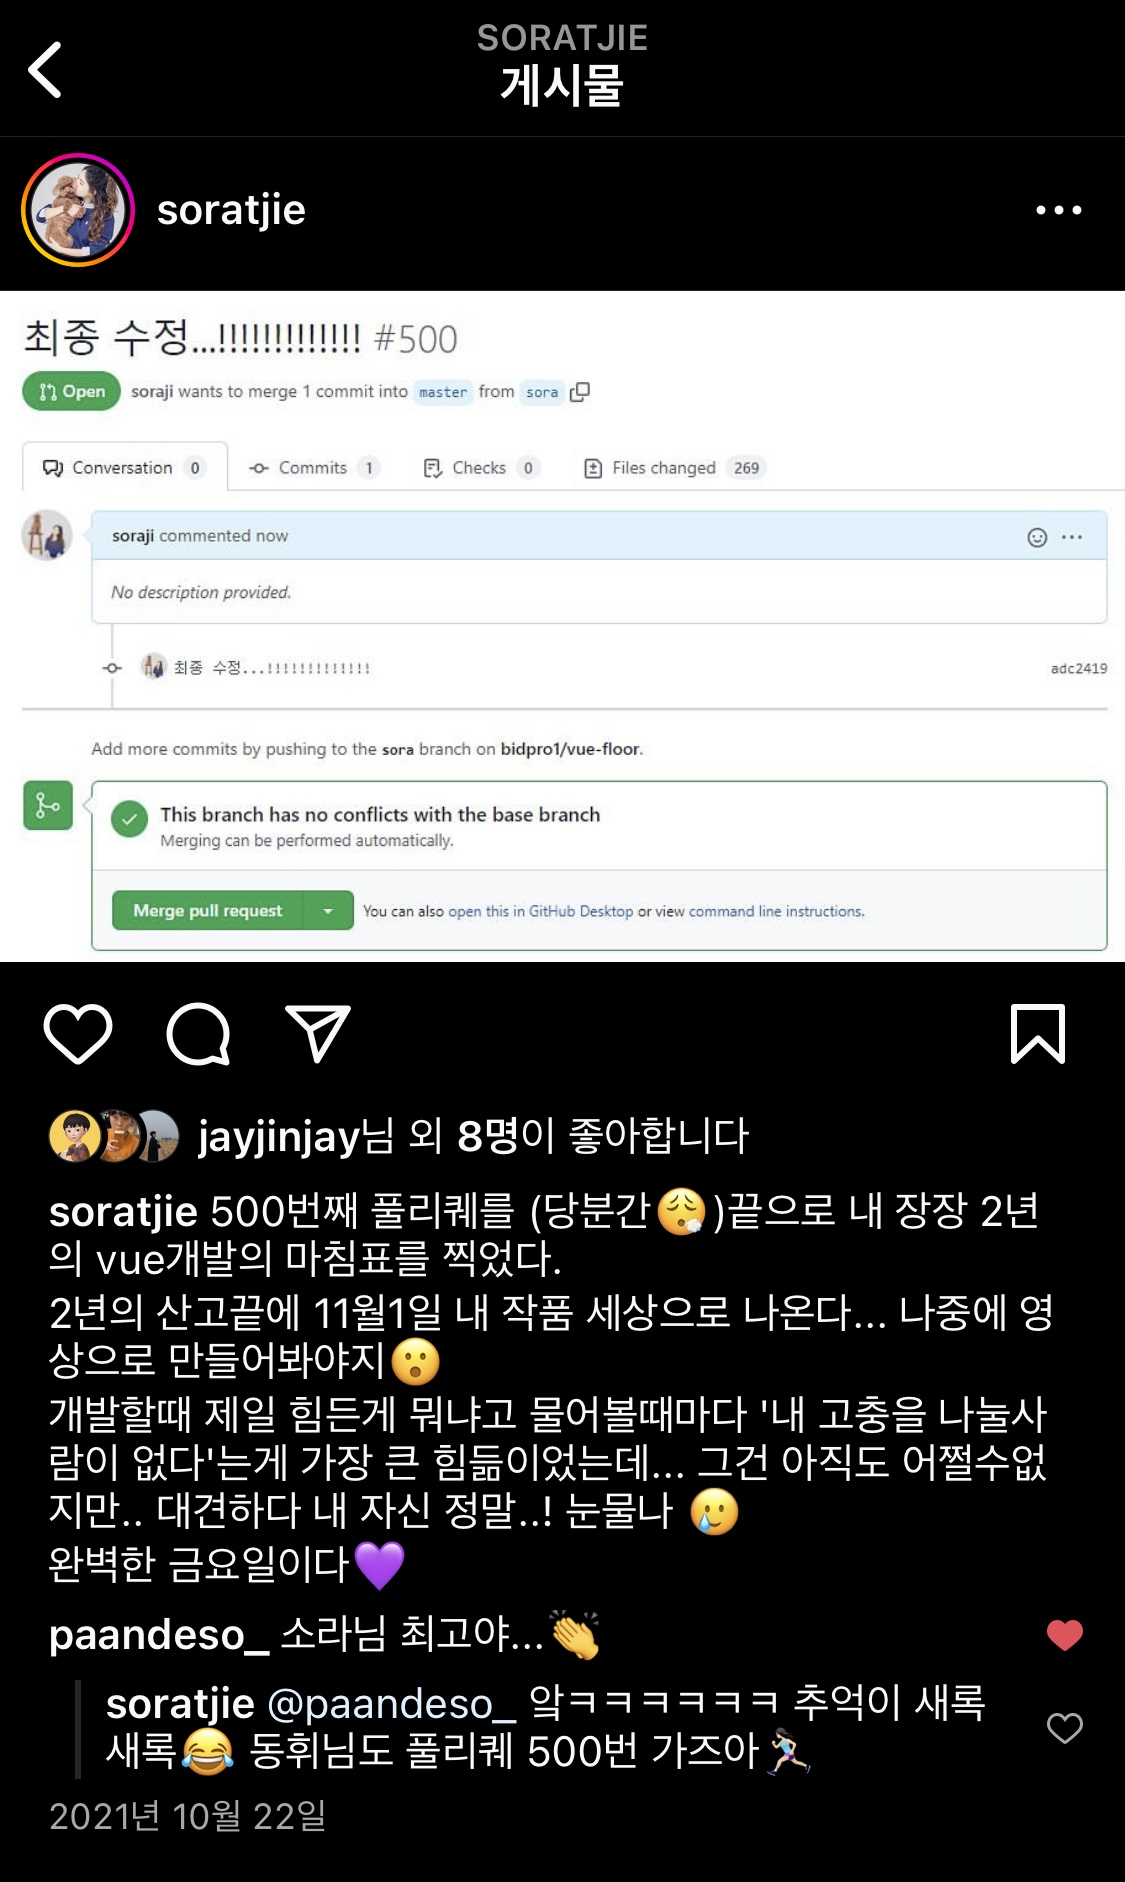 SORATJIE
게시물
soratjie
최종 수정...!!!!!!!!!!!!! #500
Open soraji wants to merge 1 commit into master from sora
Conversation 0 Commits 1 Checks 0 Files changed 269
soraji commented now
No description provided.
최종 수정...!!!!!!!!!!!!! adc2419
Add more commits by pushing to the sora branch on bidpro1/vue-floor.
This branch has no conflicts with the base branch
Merging can be performed automatically.
Merge pull request You can also open this in GitHub Desktop or view command line instructions.
jayjinjay님 외 8명이 좋아합니다
soratjie 500번째 풀리퀘를 (당분간😮‍💨)끝으로 내 장장 2년
의 vue개발의 마침표를 찍었다.
2년의 산고끝에 11월1일 내 작품 세상으로 나온다... 나중에 영
상으로 만들어봐야지😮
개발할때 제일 힘든게 뭐냐고 물어볼때마다 '내 고충을 나눌사
람이 없다'는게 가장 큰 힘듦이었는데... 그건 아직도 어쩔수없
지만.. 대견하다 내 자신 정말..! 눈물나 🥲
완벽한 금요일이다💜
paandeso_ 소라님 최고야...👏
soratjie @paandeso_ 앜ㅋㅋㅋㅋㅋㅋ 추억이 새록
새록😂 동휘님도 풀리퀘 500번 가즈아🏃🏻‍♀️
2021년 10월 22일